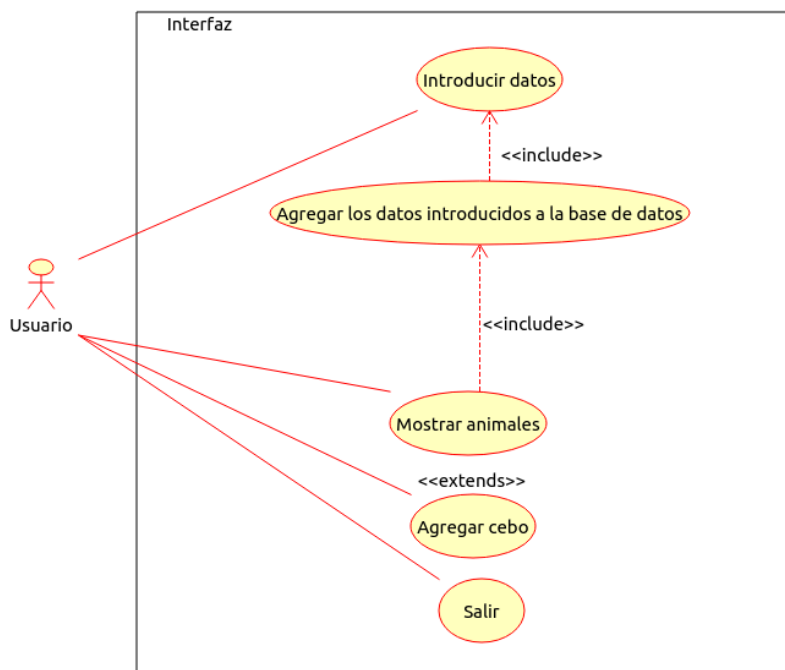 Interfaz
Introducir datos
<<include>>
Agregar los datos introducidos a la base de datos
Usuario
<<include>>
Mostrar animales
<<extends>>
Agregar cebo
Salir